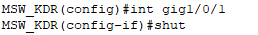 MSW_KDR(config)#int gig1/0/1
MSW_KDR(config-if)#shut